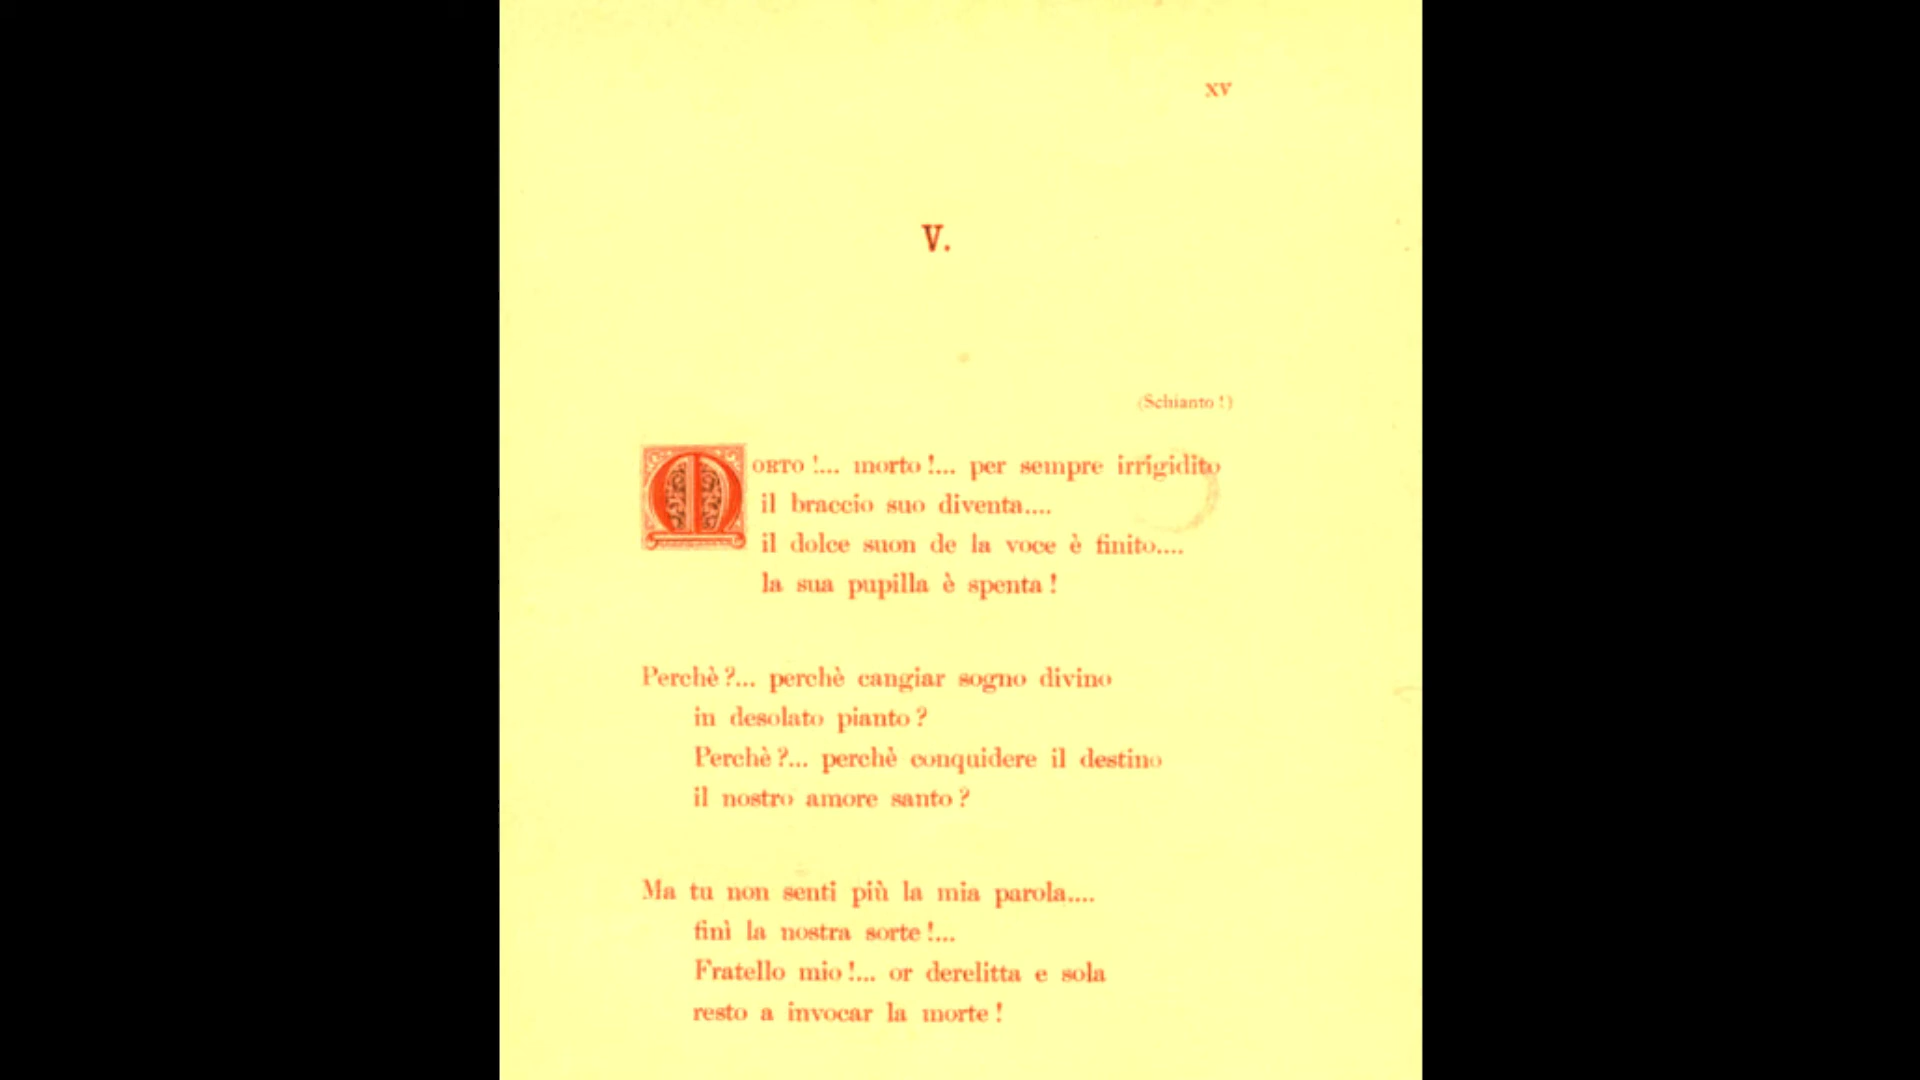 XV
V.
(Schianto !)
MORTO !... morto !... per sempre irrigidito
il braccio suo diventa....
il dolce suon de la voce è finito....
la sua pupilla è spenta !
Perchè ?... perchè cangiar sogno divino
in desolato pianto ?
Perchè ?... perchè conquidere il destino
il nostro amore santo ?
Ma tu non senti più la mia parola....
finì la nostra sorte !...
Fratello mio !... or derelitta e sola
resto a invocar la morte !